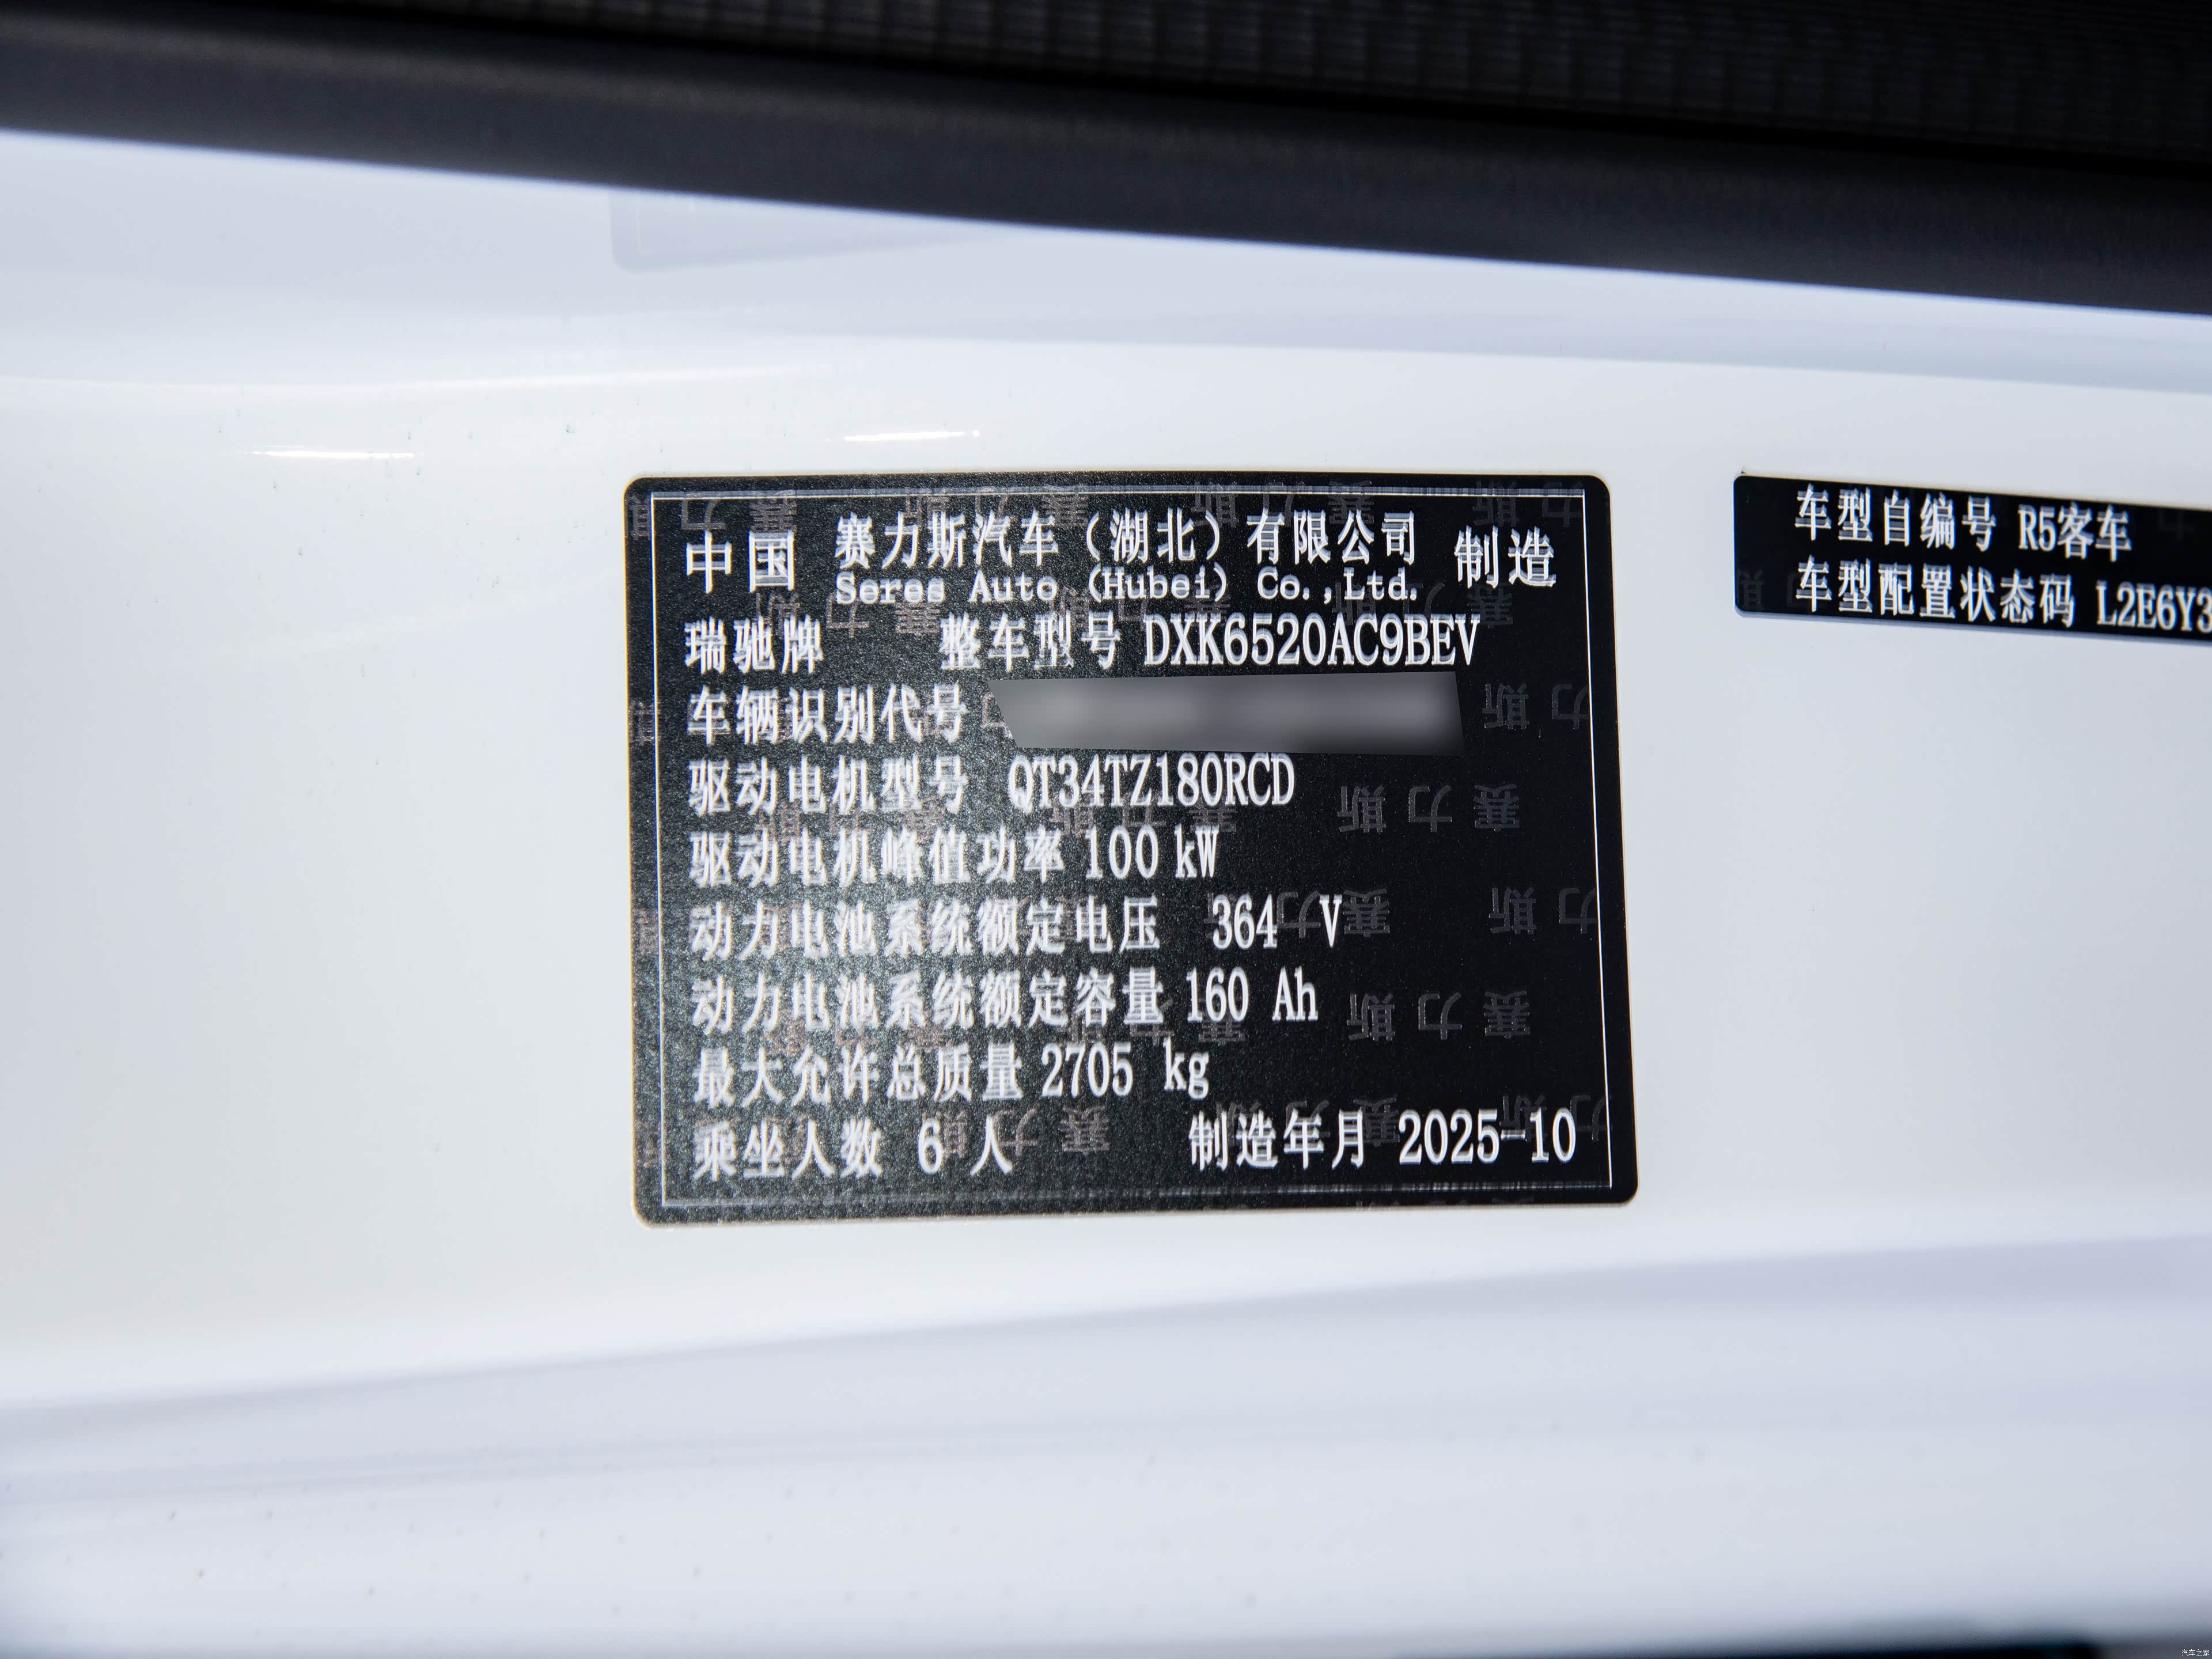 中国 赛力斯汽车（湖北）有限公司 制造
Seres Auto (Hubei) Co.,Ltd.
瑞驰牌 整车型号 DXK6520AC9BEV
车辆识别代号
驱动电机型号 QT34TZ180RCD
驱动电机峰值功率 100 kW
动力电池系统额定电压 364 V
动力电池系统额定容量 160 Ah
最大允许总质量 2705 kg
乘坐人数 6 人 制造年月 2025-10
车型自编号 R5客车
车型配置状态码 L2E6Y3
汽车之家